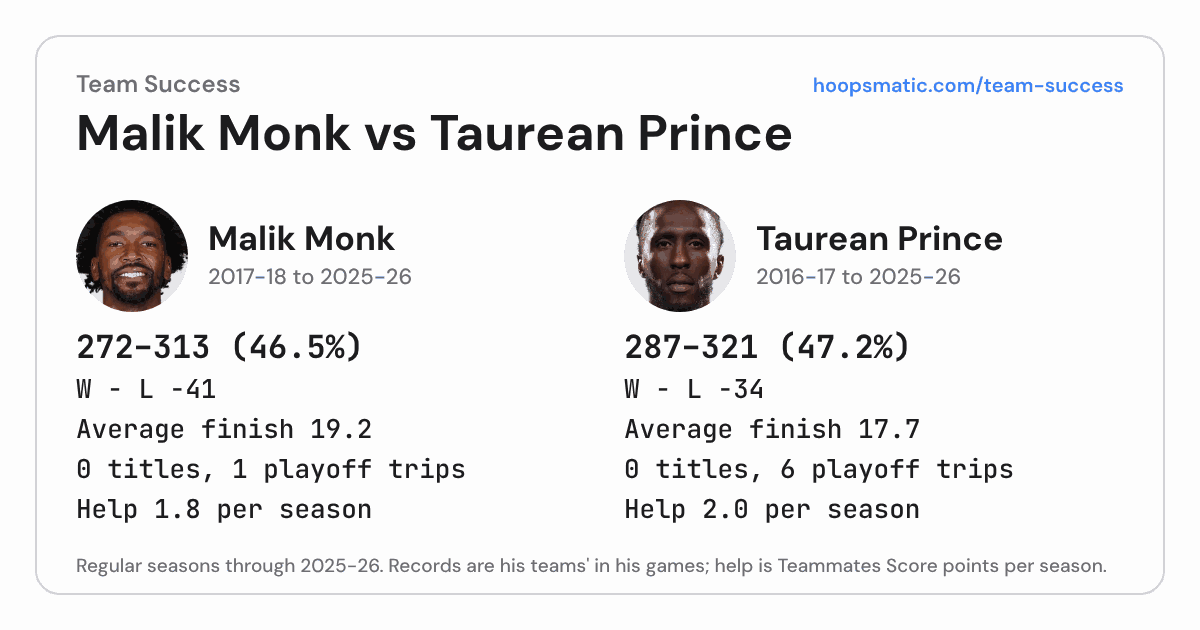 Team Success
hoopsmatic.com/team-success
Malik Monk vs Taurean Prince
Malik Monk
2017-18 to 2025-26
272-313 (46.5%)
W - L -41
Average finish 19.2
0 titles, 1 playoff trips
Help 1.8 per season
Taurean Prince
2016-17 to 2025-26
287-321 (47.2%)
W - L -34
Average finish 17.7
0 titles, 6 playoff trips
Help 2.0 per season
Regular seasons through 2025-26. Records are his teams' in his games; help is Teammates Score points per season.